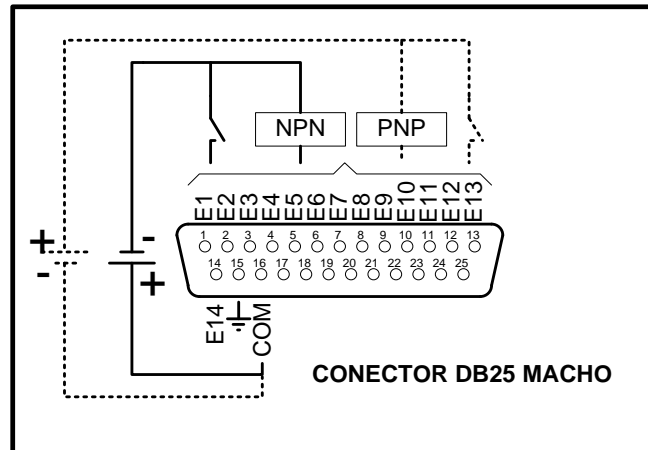 NPN PNP
E1 E2 E3 E4 E5 E6 E7 E8 E9 E10 E11 E12 E13
+ -
- +
1 2 3 4 5 6 7 8 9 10 11 12 13
14 15 16 17 18 19 20 21 22 23 24 25
E14 COM
CONECTOR DB25 MACHO